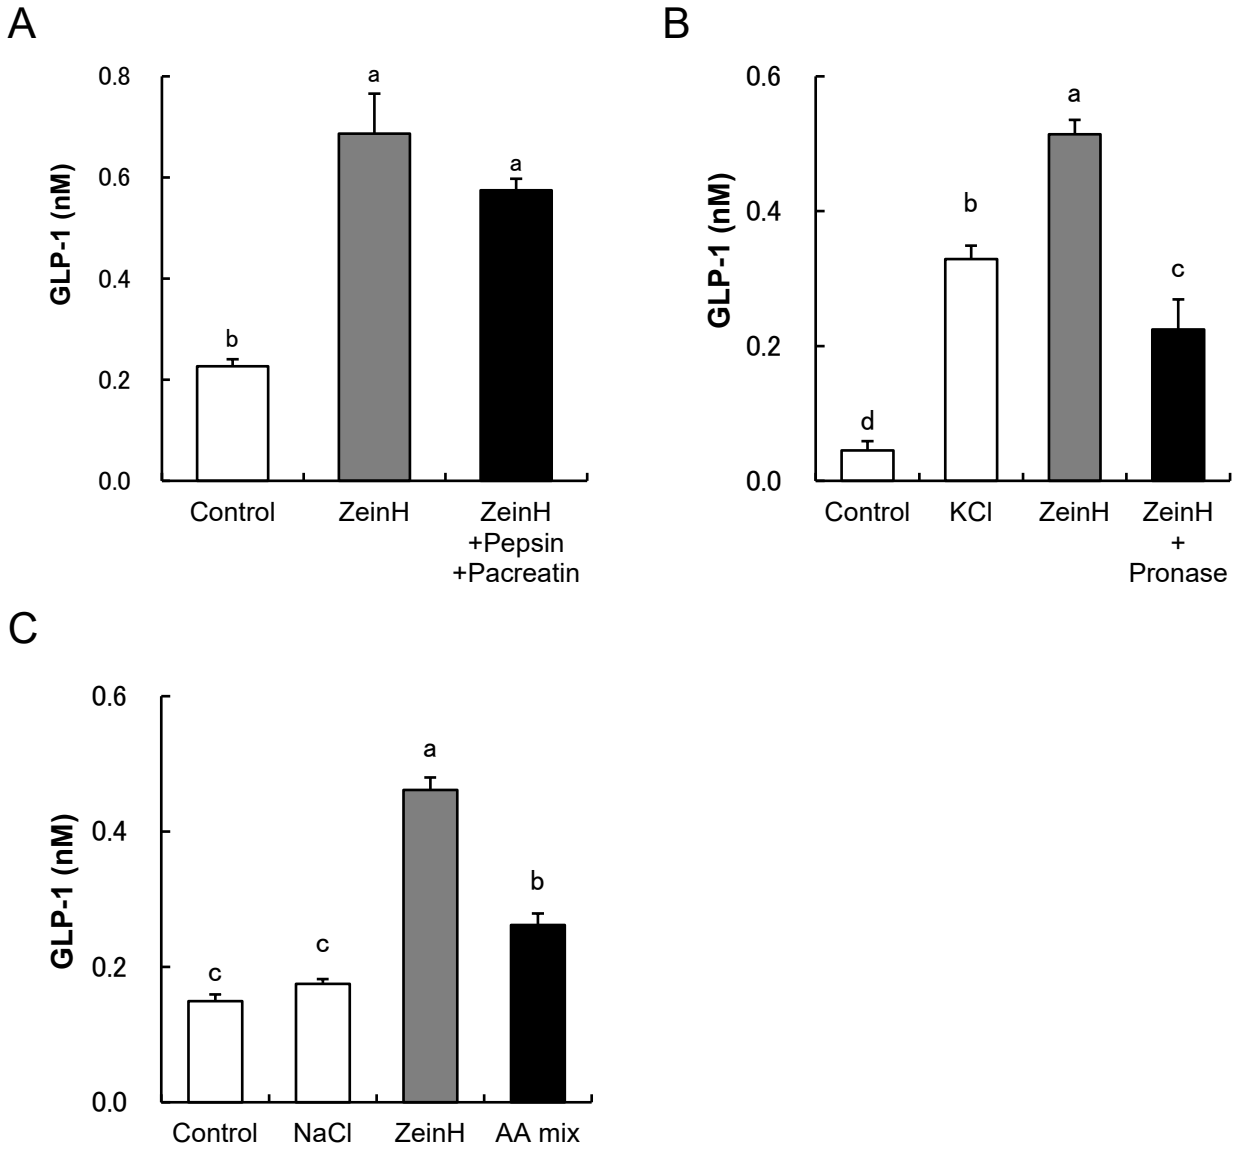 A
0.8
0.6
0.4
0.2
0.0
GLP-1 (nM)
b
a
a
Control
ZeinH
ZeinH
+Pepsin
+Pacreatin
B
0.6
0.4
0.2
0.0
GLP-1 (nM)
d
b
a
c
Control
KCl
ZeinH
ZeinH
+
Pronase
C
0.6
0.4
0.2
0.0
GLP-1 (nM)
c
c
a
b
Control
NaCl
ZeinH
AA mix